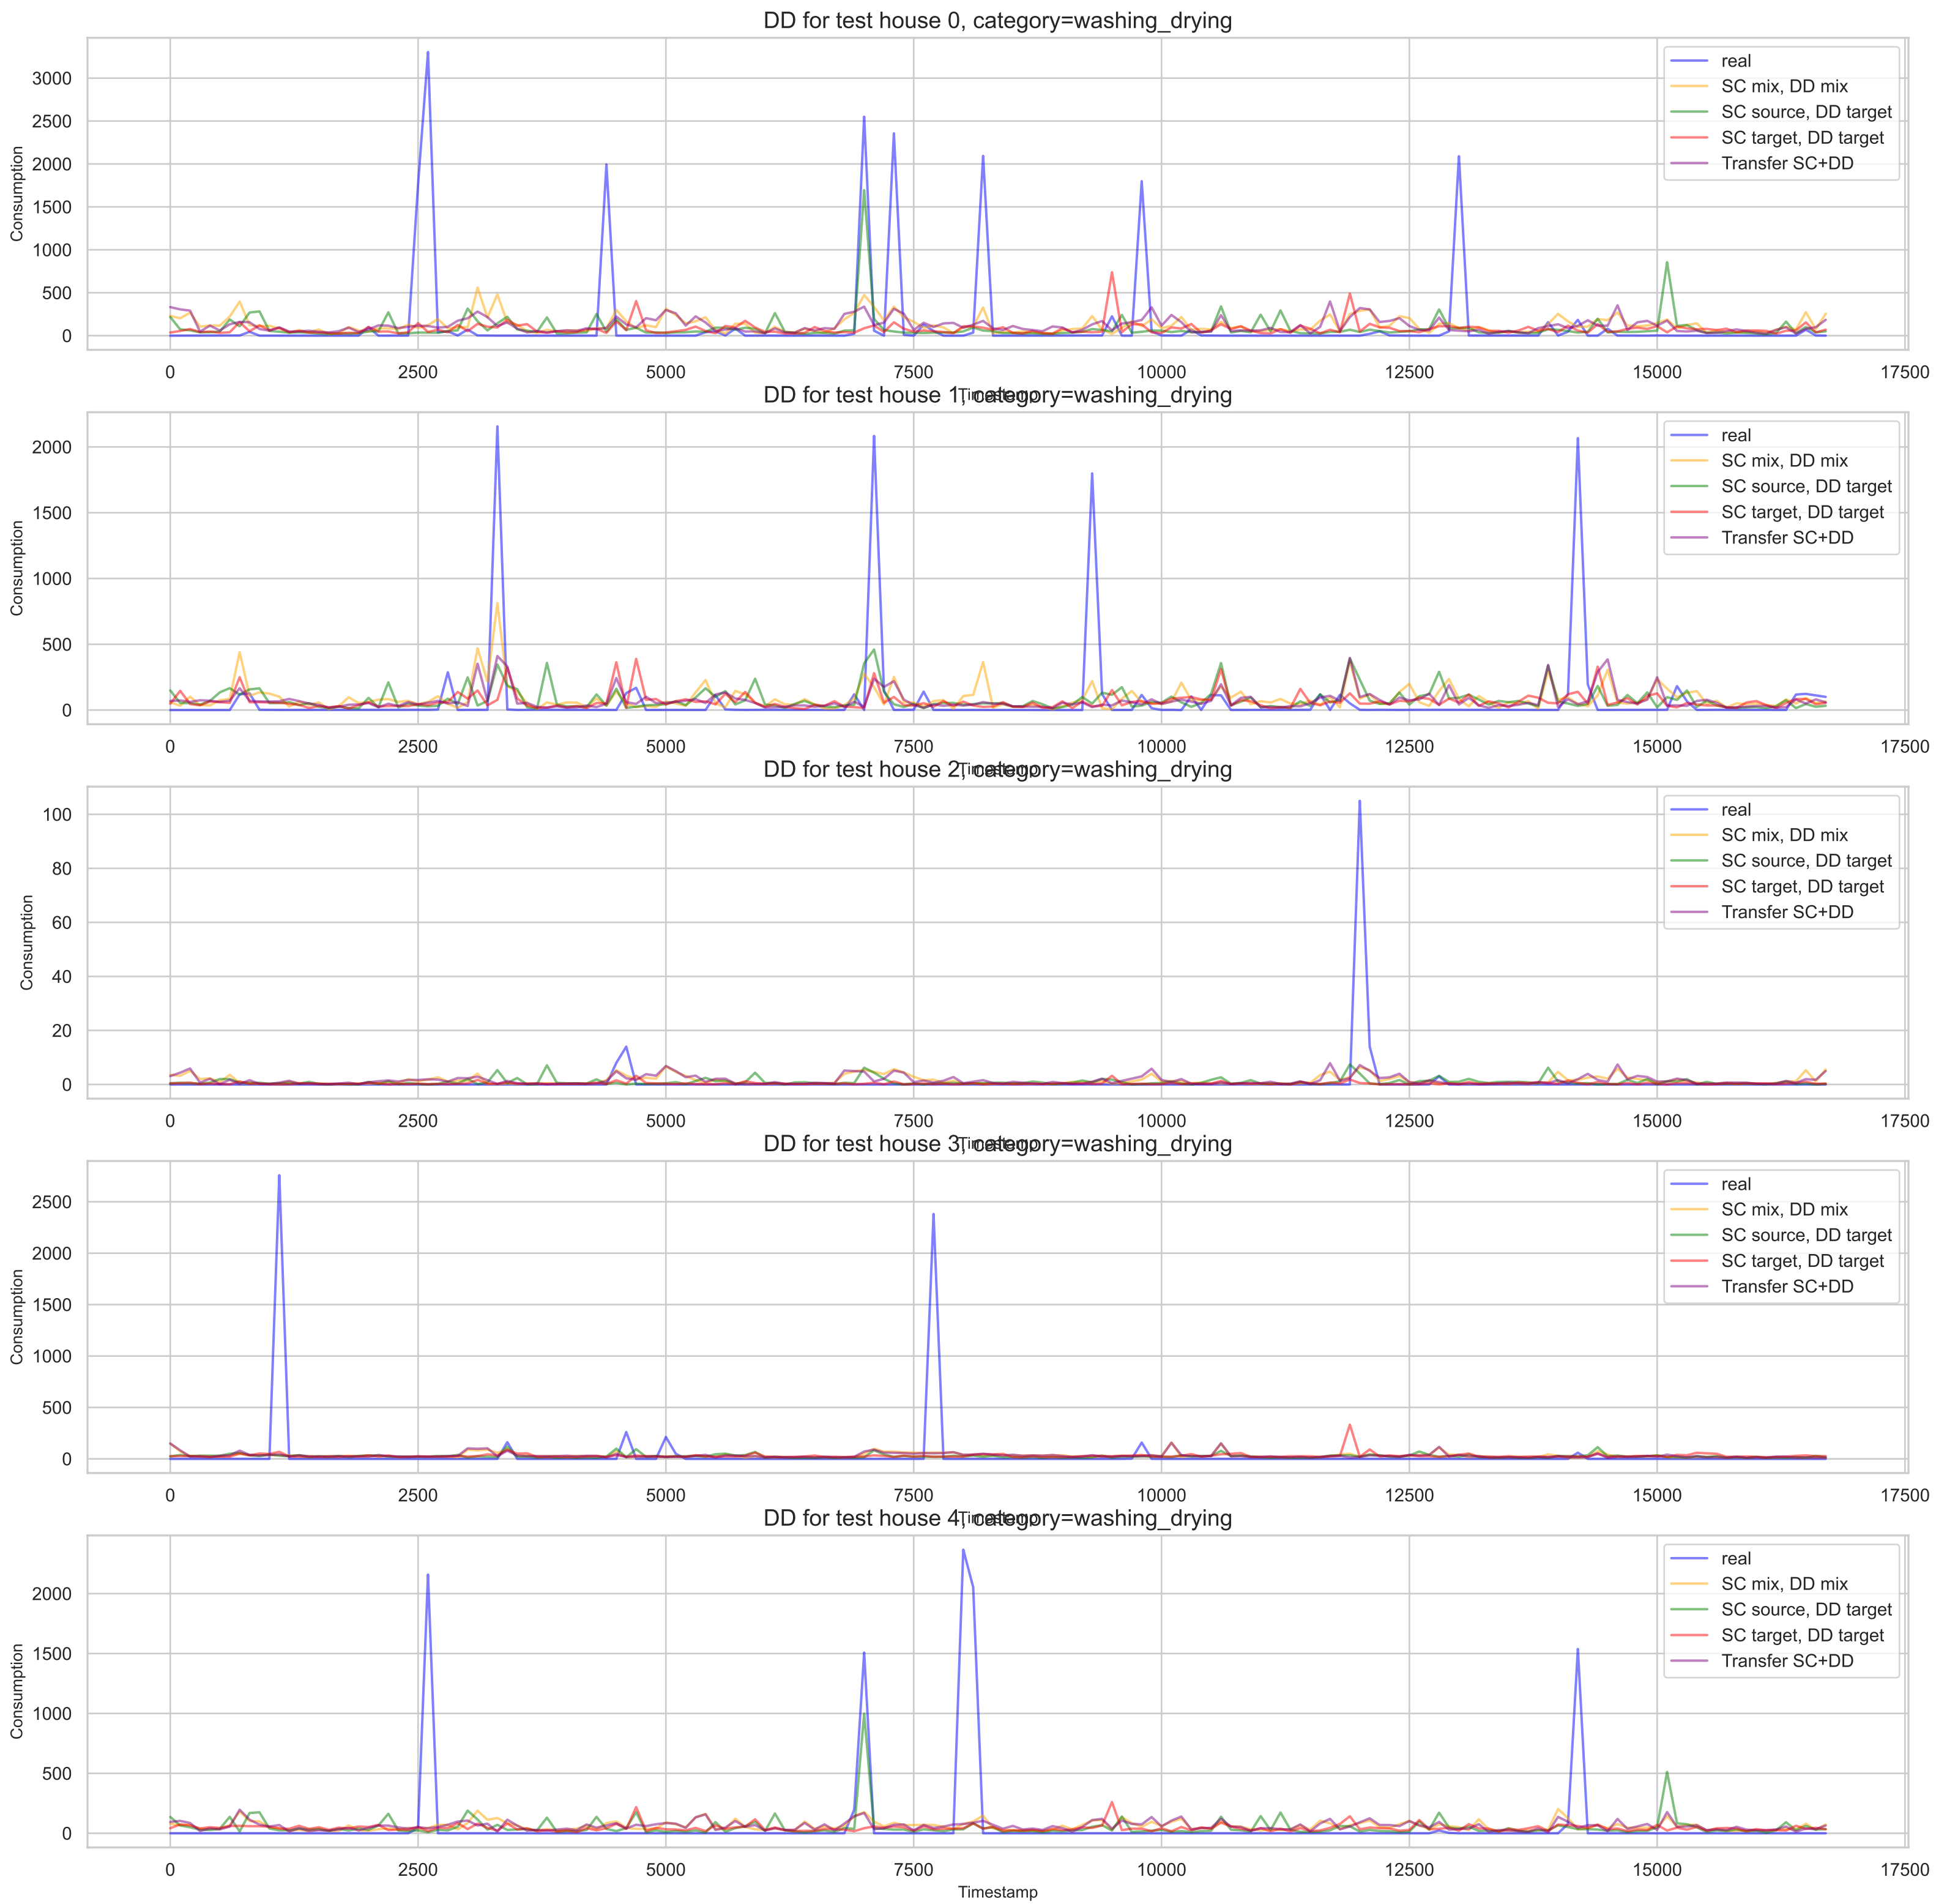 DD for test house 0, category=washing_drying
3000
2500
2000
1500
1000
500
0
Consumption
real
SC mix, DD mix
SC source, DD target
SC target, DD target
Transfer SC+DD
0 2500 5000 7500 10000 12500 15000 17500
Timestamp
DD for test house 1, category=washing_drying
2000
1500
1000
500
0
Consumption
real
SC mix, DD mix
SC source, DD target
SC target, DD target
Transfer SC+DD
0 2500 5000 7500 10000 12500 15000 17500
Timestamp
DD for test house 2, category=washing_drying
100
80
60
40
20
0
Consumption
real
SC mix, DD mix
SC source, DD target
SC target, DD target
Transfer SC+DD
0 2500 5000 7500 10000 12500 15000 17500
Timestamp
DD for test house 3, category=washing_drying
2500
2000
1500
1000
500
0
Consumption
real
SC mix, DD mix
SC source, DD target
SC target, DD target
Transfer SC+DD
0 2500 5000 7500 10000 12500 15000 17500
Timestamp
DD for test house 4, category=washing_drying
2000
1500
1000
500
0
Consumption
real
SC mix, DD mix
SC source, DD target
SC target, DD target
Transfer SC+DD
0 2500 5000 7500 10000 12500 15000 17500
Timestamp